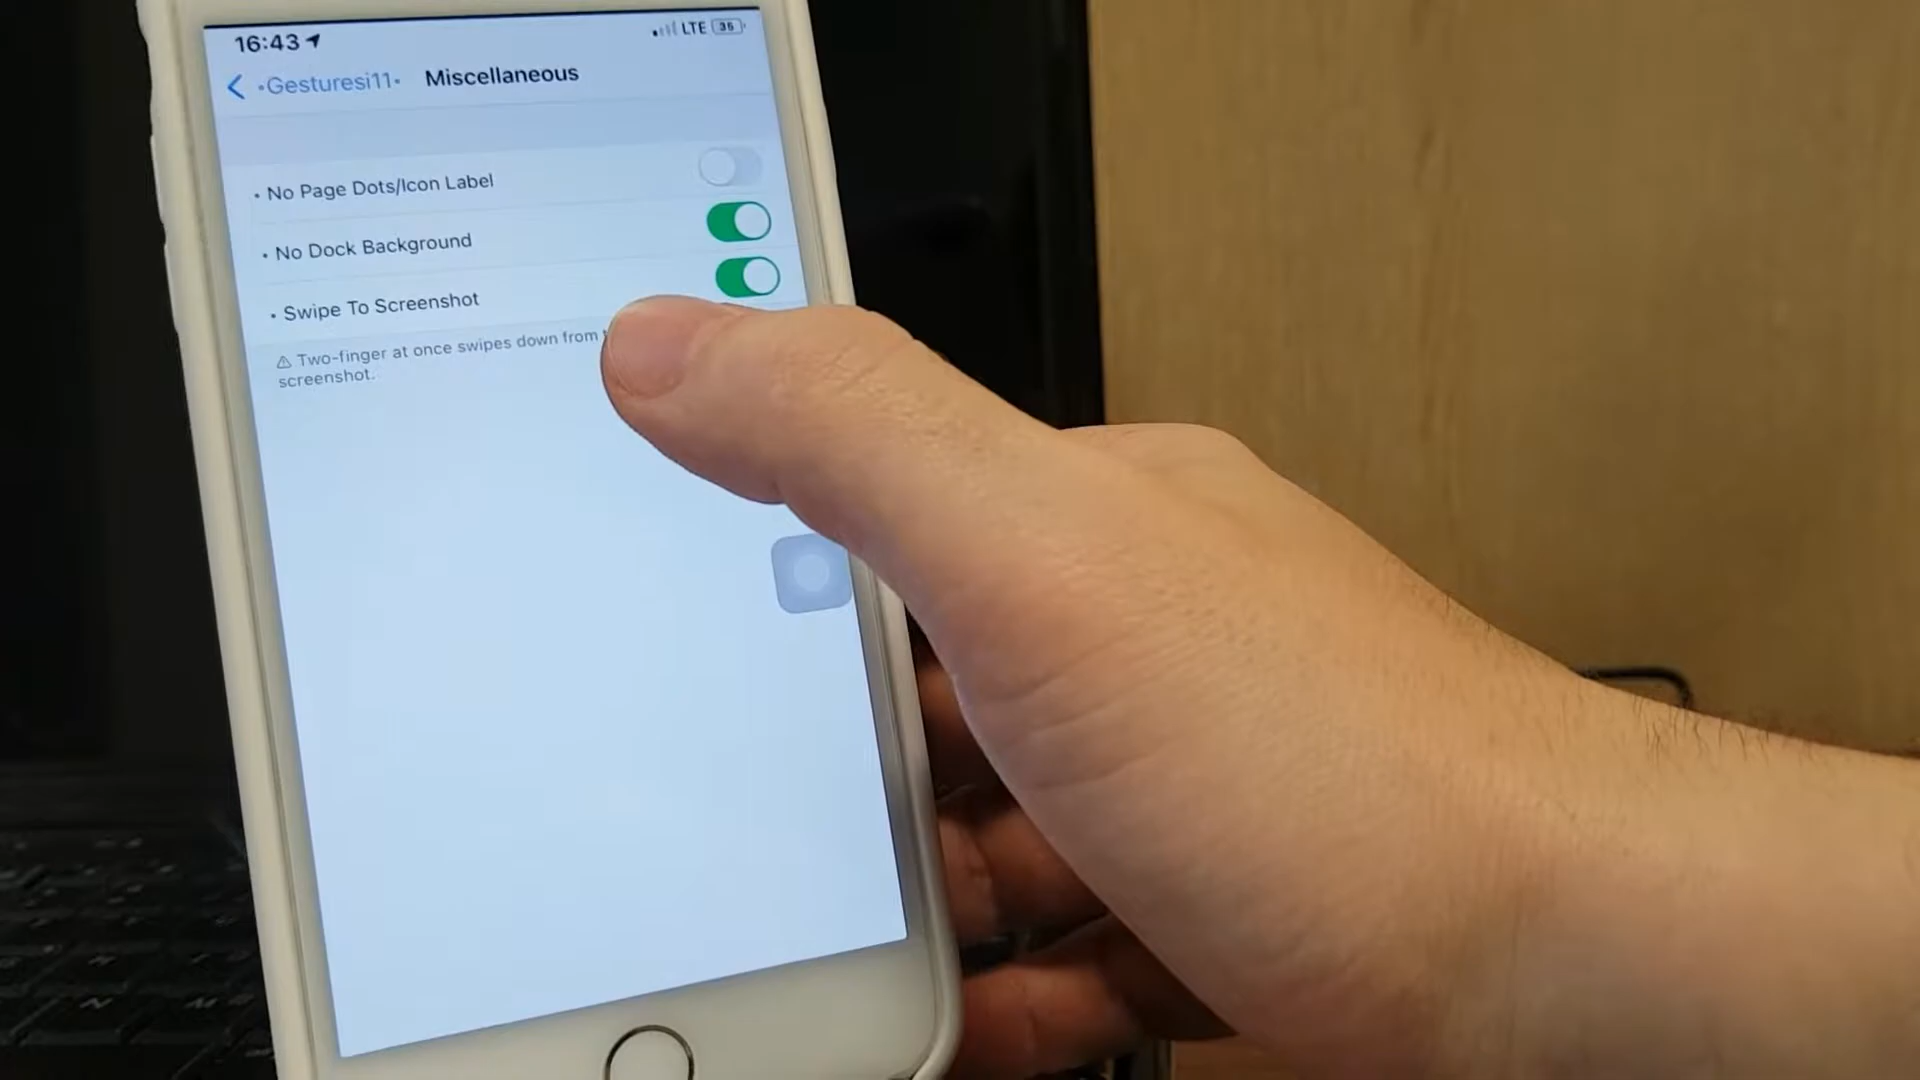 16:43
LTE 35
•Gesturesi11• Miscellaneous
• No Page Dots/Icon Label
• No Dock Background
• Swipe To Screenshot
⚠ Two-finger at once swipes down from
screenshot.